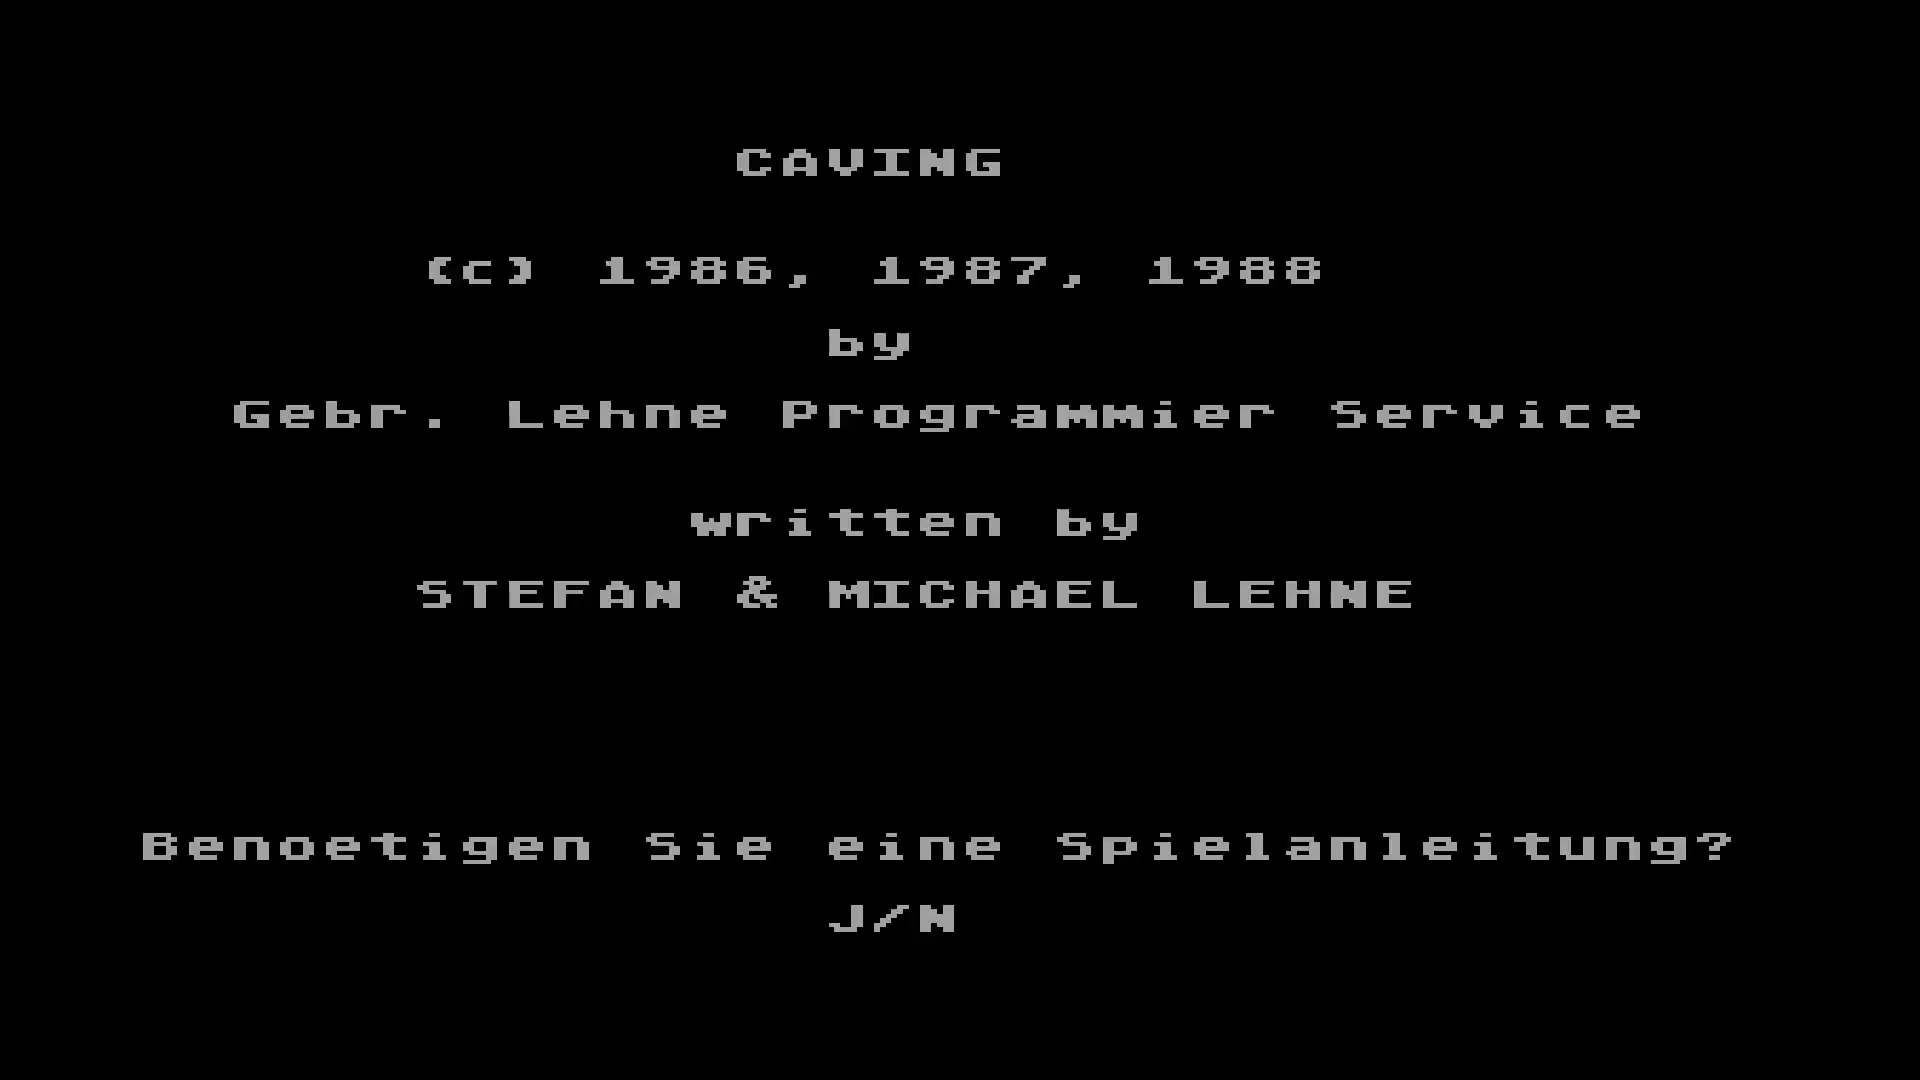 CAVING
(c) 1986, 1987, 1988
by
Gebr. Lehne Programmier Service
written by
STEFAN & MICHAEL LEHNE
Benoetigen Sie eine Spielanleitung?
J/N